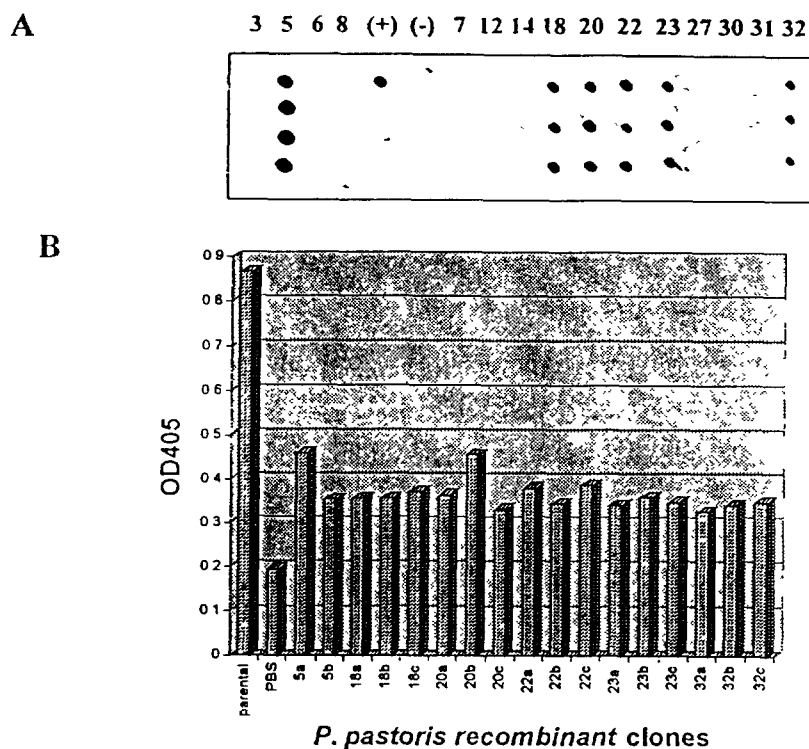 A
3 5 6 8 (+) (-) 7 12 14 18 20 22 23 27 30 31 32
B
0 9
0 8
0 7
0 6
0 5
0 4
0 3
0 2
0 1
0
OD405
parental PBS 5a 5b 18a 18b 18c 20a 20b 20c 22a 22b 22c 23a 23b 23c 32a 32b 32c
P. pastoris recombinant clones